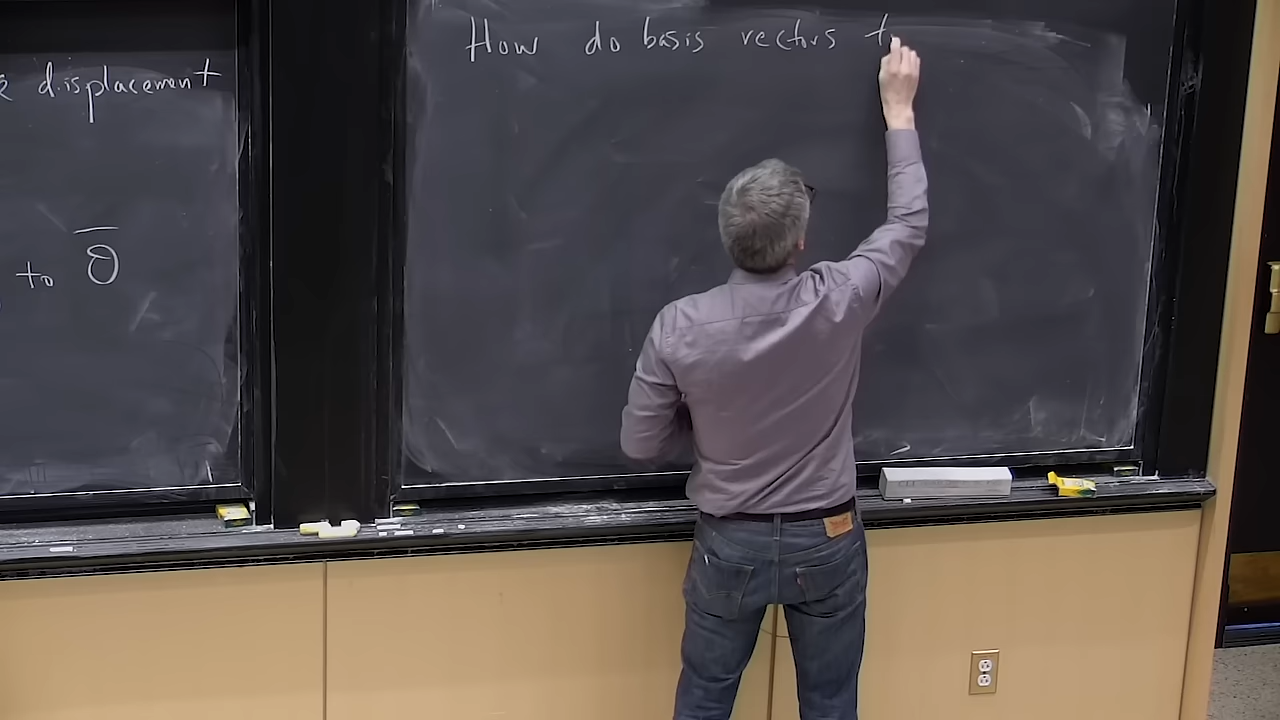 displacement
to O̅
How do basis vectors t